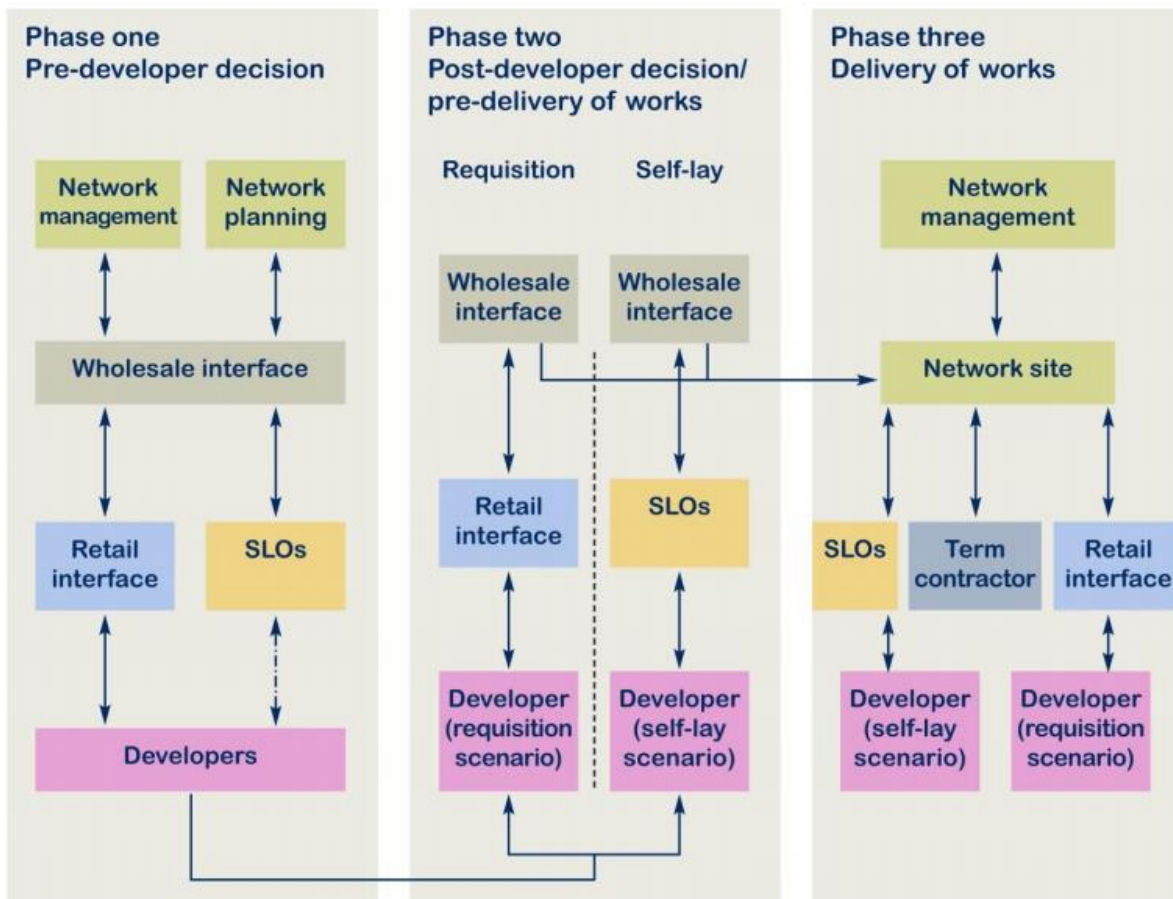 Phase one
Pre-developer decision
Network
management
Network
planning
Wholesale interface
Retail
interface
SLOs
Developers
Phase two
Post-developer decision/
pre-delivery of works
Requisition
Self-lay
Wholesale
interface
Wholesale
interface
Retail
interface
SLOs
Developer
(requisition
scenario)
Developer
(self-lay
scenario)
Phase three
Delivery of works
Network
management
Network site
SLOs
Term
contractor
Retail
interface
Developer
(self-lay
scenario)
Developer
(requisition
scenario)